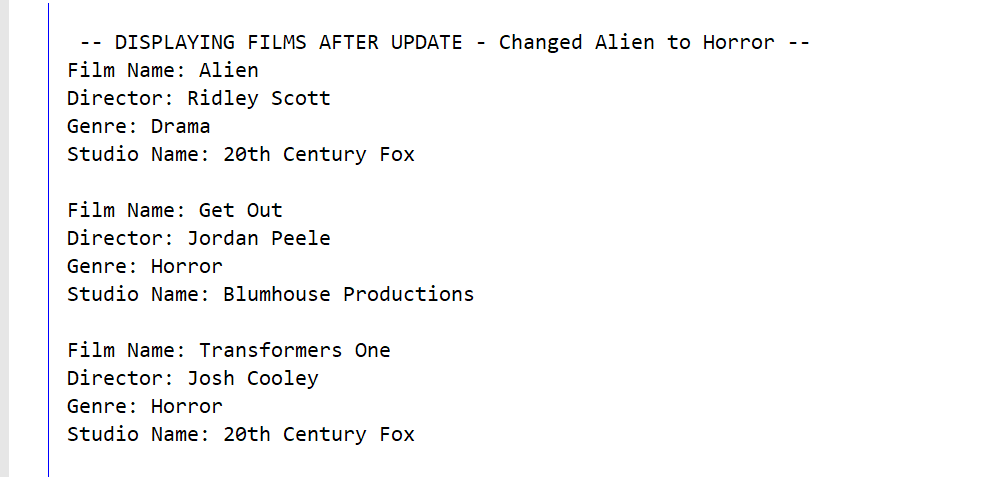 -- DISPLAYING FILMS AFTER UPDATE - Changed Alien to Horror --
Film Name: Alien
Director: Ridley Scott
Genre: Drama
Studio Name: 20th Century Fox
Film Name: Get Out
Director: Jordan Peele
Genre: Horror
Studio Name: Blumhouse Productions
Film Name: Transformers One
Director: Josh Cooley
Genre: Horror
Studio Name: 20th Century Fox